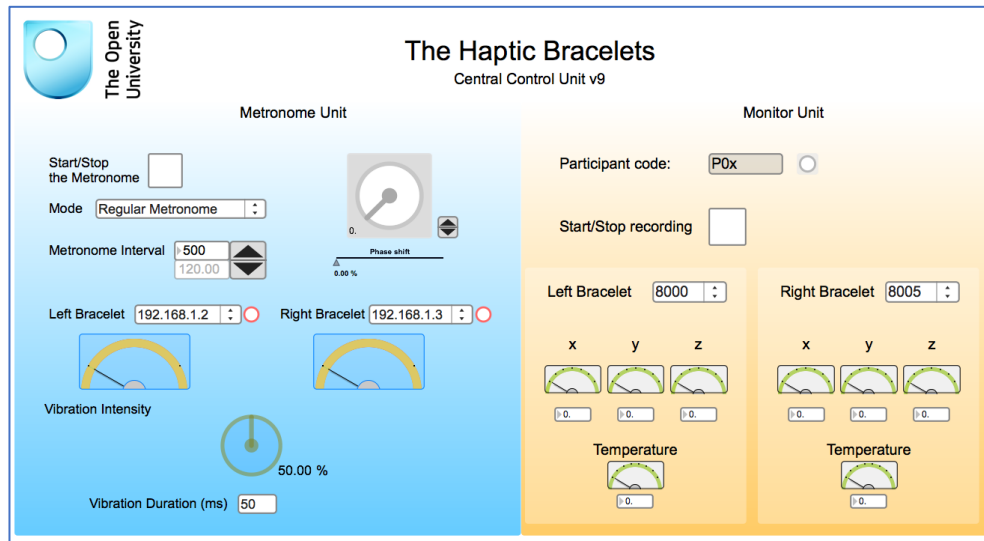 The Open
University
The Haptic Bracelets
Central Control Unit v9
Metronome Unit
Start/Stop
the Metronome
Mode
Regular Metronome
0.
Phase shift
0.00 %
Metronome Interval
500
120.00
Left Bracelet
192.168.1.2
Right Bracelet
192.168.1.3
Vibration Intensity
50.00 %
Vibration Duration (ms)
50
Monitor Unit
Participant code:
P0x
Start/Stop recording
Left Bracelet
8000
x y z
0. 0. 0.
Temperature
0.
Right Bracelet
8005
x y z
0. 0. 0.
Temperature
0.